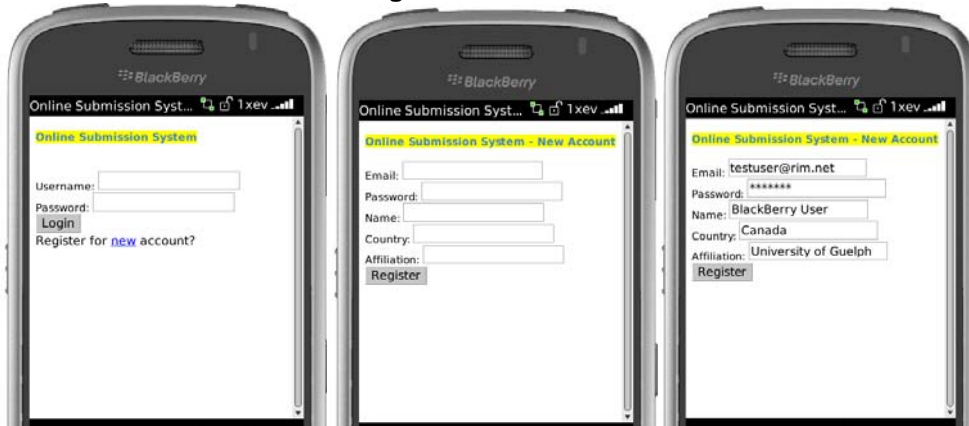 BlackBerry
Online Submission Syst... 1xev
Online Submission System
Username:
Password:
Login
Register for new account?
BlackBerry
Online Submission Syst... 1xev
Online Submission System - New Account
Email:
Password:
Name:
Country:
Affiliation:
Register
BlackBerry
Online Submission Syst... 1xev
Online Submission System - New Account
Email: testuser@rim.net
Password: *******
Name: BlackBerry User
Country: Canada
Affiliation: University of Guelph
Register